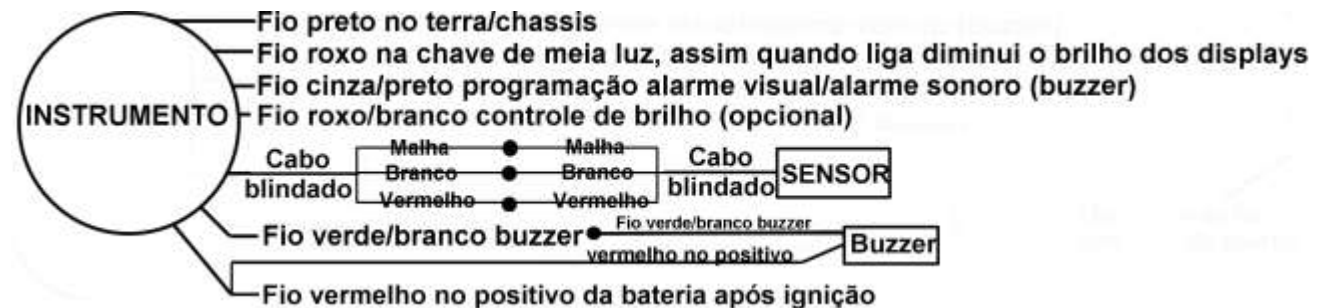 Fio preto no terra/chassis
Fio roxo na chave de meia luz, assim quando liga diminui o brilho dos displays
Fio cinza/preto programação alarme visual/alarme sonoro (buzzer)
INSTRUMENTO
Fio roxo/branco controle de brilho (opcional)
Cabo blindado
Malha Malha
Branco Branco
Vermelho Vermelho
Cabo blindado
SENSOR
Fio verde/branco buzzer
Fio verde/branco buzzer
vermelho no positivo
Buzzer
Fio vermelho no positivo da bateria após ignição